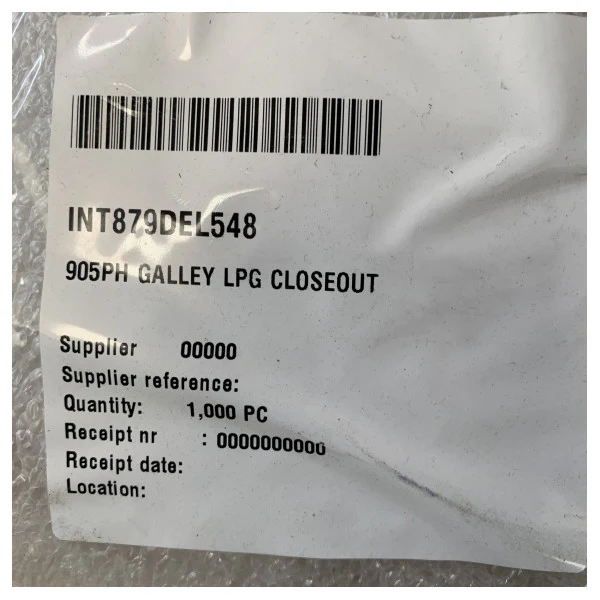 INT879DEL548
905PH GALLEY LPG CLOSEOUT
Supplier 00000
Supplier reference:
Quantity: 1,000 PC
Receipt nr : 0000000000
Receipt date:
Location: